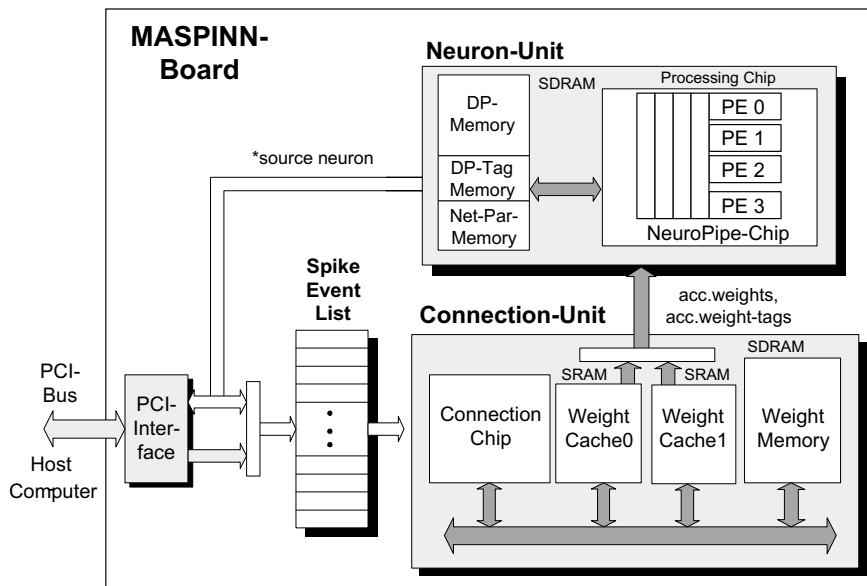 MASPINN-
Board
Neuron-Unit
SDRAM
Processing Chip
DP-
Memory
DP-Tag
Memory
Net-Par-
Memory
PE 0
PE 1
PE 2
PE 3
NeuroPipe-Chip
*source neuron
Spike
Event
List
acc.weights,
acc.weight-tags
Connection-Unit
SDRAM
SRAM
SRAM
PCI-
Bus
Host
Computer
PCI-
Inter-
face
Connection
Chip
Weight
Cache0
Weight
Cache1
Weight
Memory